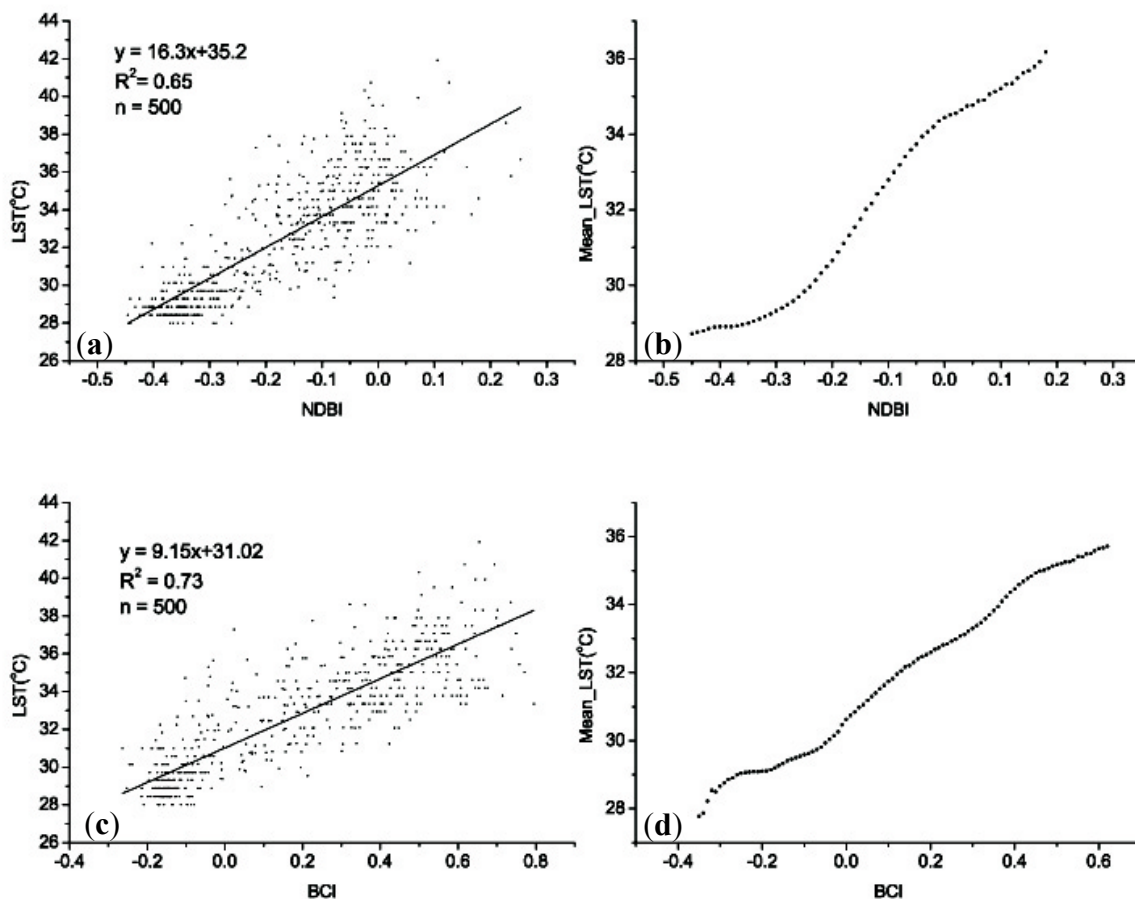 44
42
40
38
36
34
32
30
28
26
LST(°C)
y = 16.3x+35.2
R² = 0.65
n = 500
(a)
-0.5 -0.4 -0.3 -0.2 -0.1 0.0 0.1 0.2 0.3
NDBI
36
34
32
30
28
Mean_LST(°C)
(b)
-0.5 -0.4 -0.3 -0.2 -0.1 0.0 0.1 0.2 0.3
NDBI
44
42
40
38
36
34
32
30
28
26
LST(°C)
y = 9.15x+31.02
R² = 0.73
n = 500
(c)
-0.4 -0.2 0.0 0.2 0.4 0.6 0.8
BCI
36
34
32
30
28
Mean_LST(°C)
(d)
-0.4 -0.2 0.0 0.2 0.4 0.6
BCI